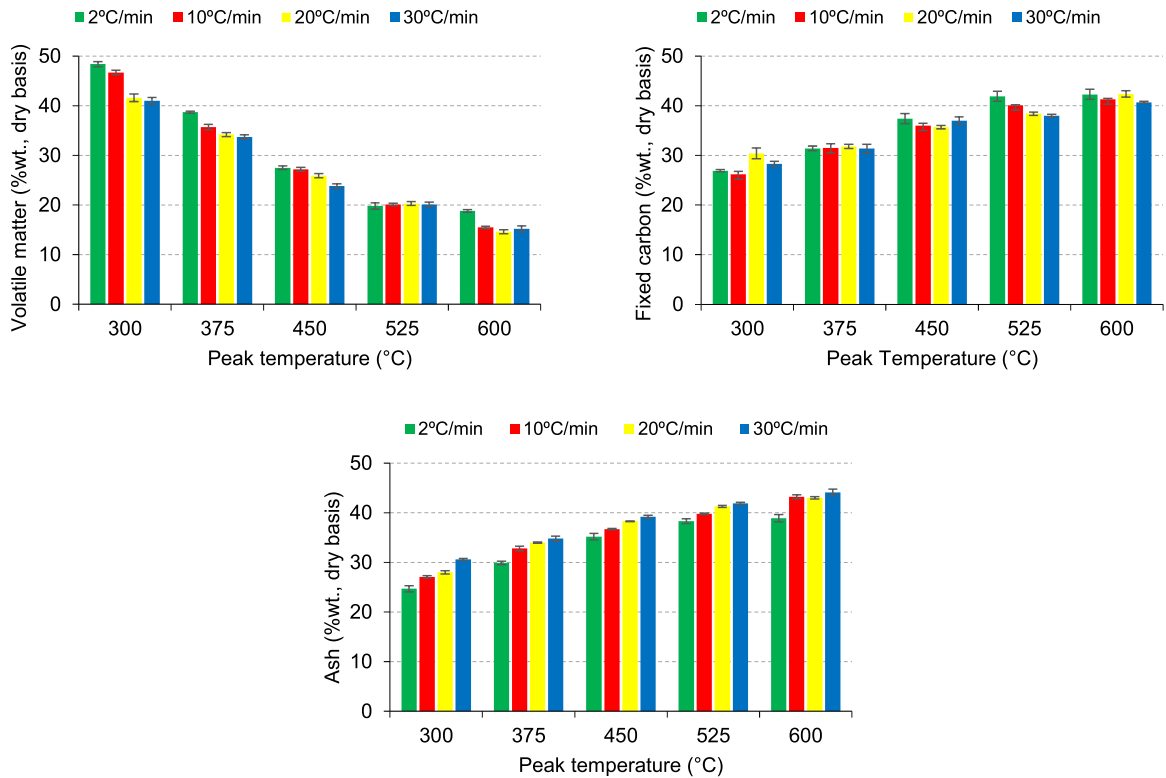 2ºC/min 10ºC/min 20ºC/min 30ºC/min
Volatile matter (%wt., dry basis)
50
40
30
20
10
0
300 375 450 525 600
Peak temperature (°C)
2ºC/min 10ºC/min 20ºC/min 30ºC/min
Fixed carbon (%wt., dry basis)
50
40
30
20
10
0
300 375 450 525 600
Peak Temperature (°C)
2ºC/min 10ºC/min 20ºC/min 30ºC/min
Ash (%wt., dry basis)
50
40
30
20
10
0
300 375 450 525 600
Peak temperature (°C)